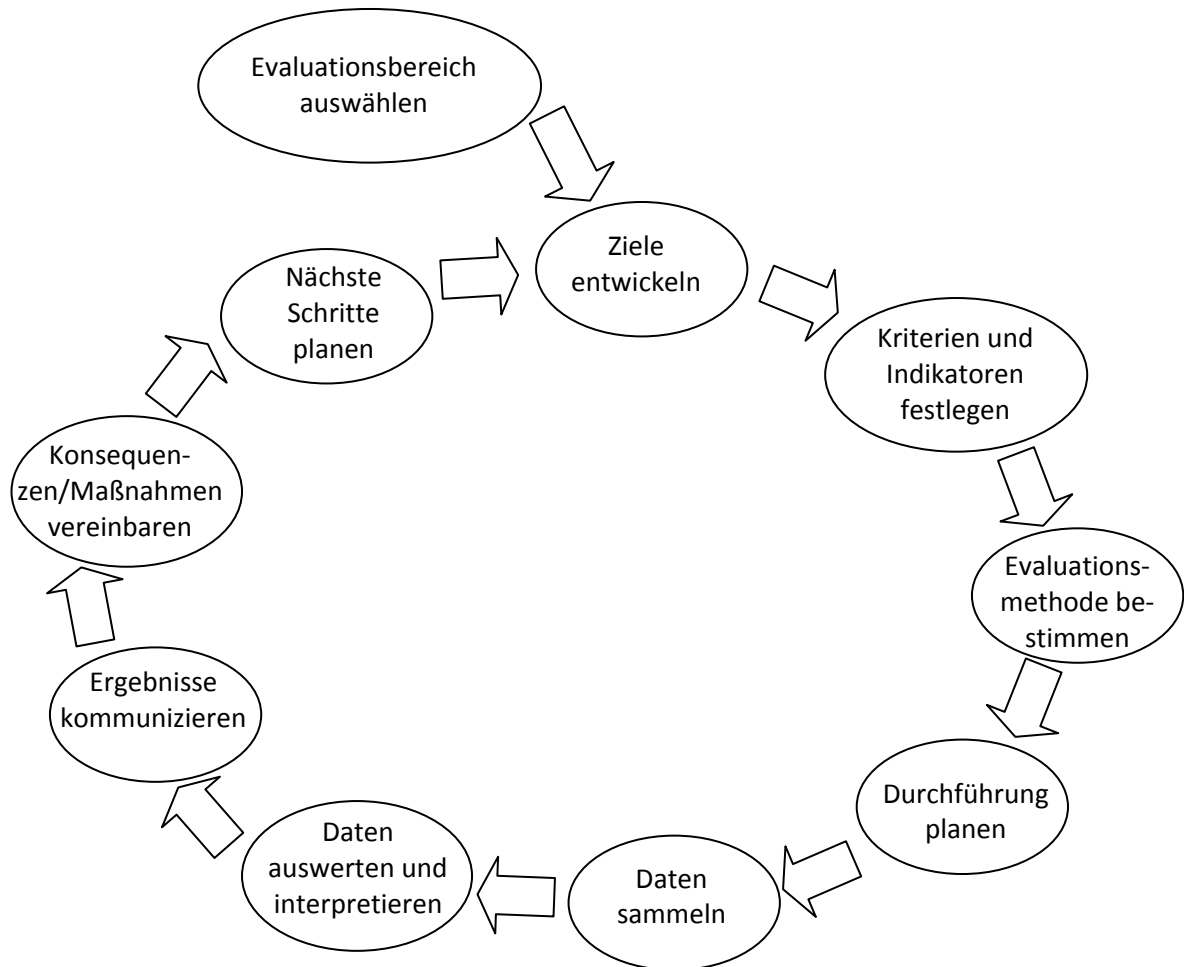 Evaluationsbereich
auswählen
Ziele
entwickeln
Kriterien und
Indikatoren
festlegen
Evaluations-
methode be-
stimmen
Durchführung
planen
Daten
sammeln
Daten
auswerten und
interpretieren
Ergebnisse
kommunizieren
Konsequen-
zen/Maßnahmen
vereinbaren
Nächste
Schritte
planen